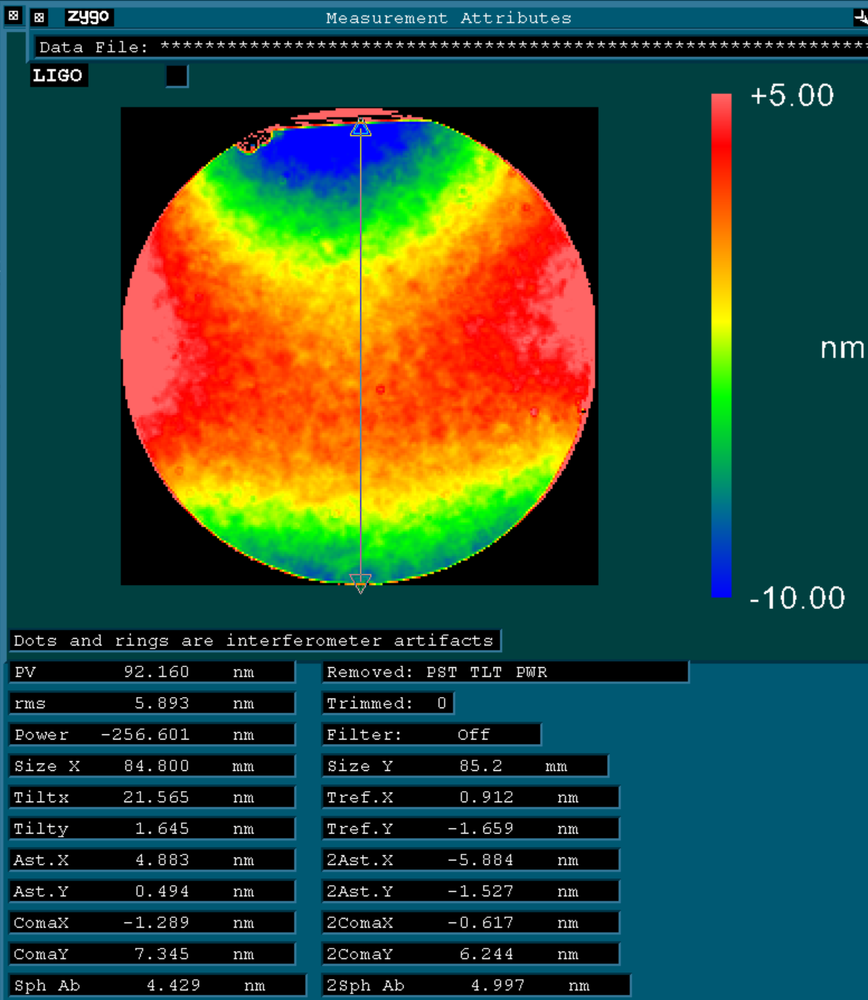 zygo Measurement Attributes
Data File: ****************************************************************
LIGO
+5.00
nm
-10.00
Dots and rings are interferometer artifacts
PV 92.160 nm Removed: PST TLT PWR
rms 5.893 nm Trimmed: 0
Power -256.601 nm Filter: Off
Size X 84.800 mm Size Y 85.2 mm
Tiltx 21.565 nm Tref.X 0.912 nm
Tilty 1.645 nm Tref.Y -1.659 nm
Ast.X 4.883 nm 2Ast.X -5.884 nm
Ast.Y 0.494 nm 2Ast.Y -1.527 nm
ComaX -1.289 nm 2ComaX -0.617 nm
ComaY 7.345 nm 2ComaY 6.244 nm
Sph Ab 4.429 nm 2Sph Ab 4.997 nm